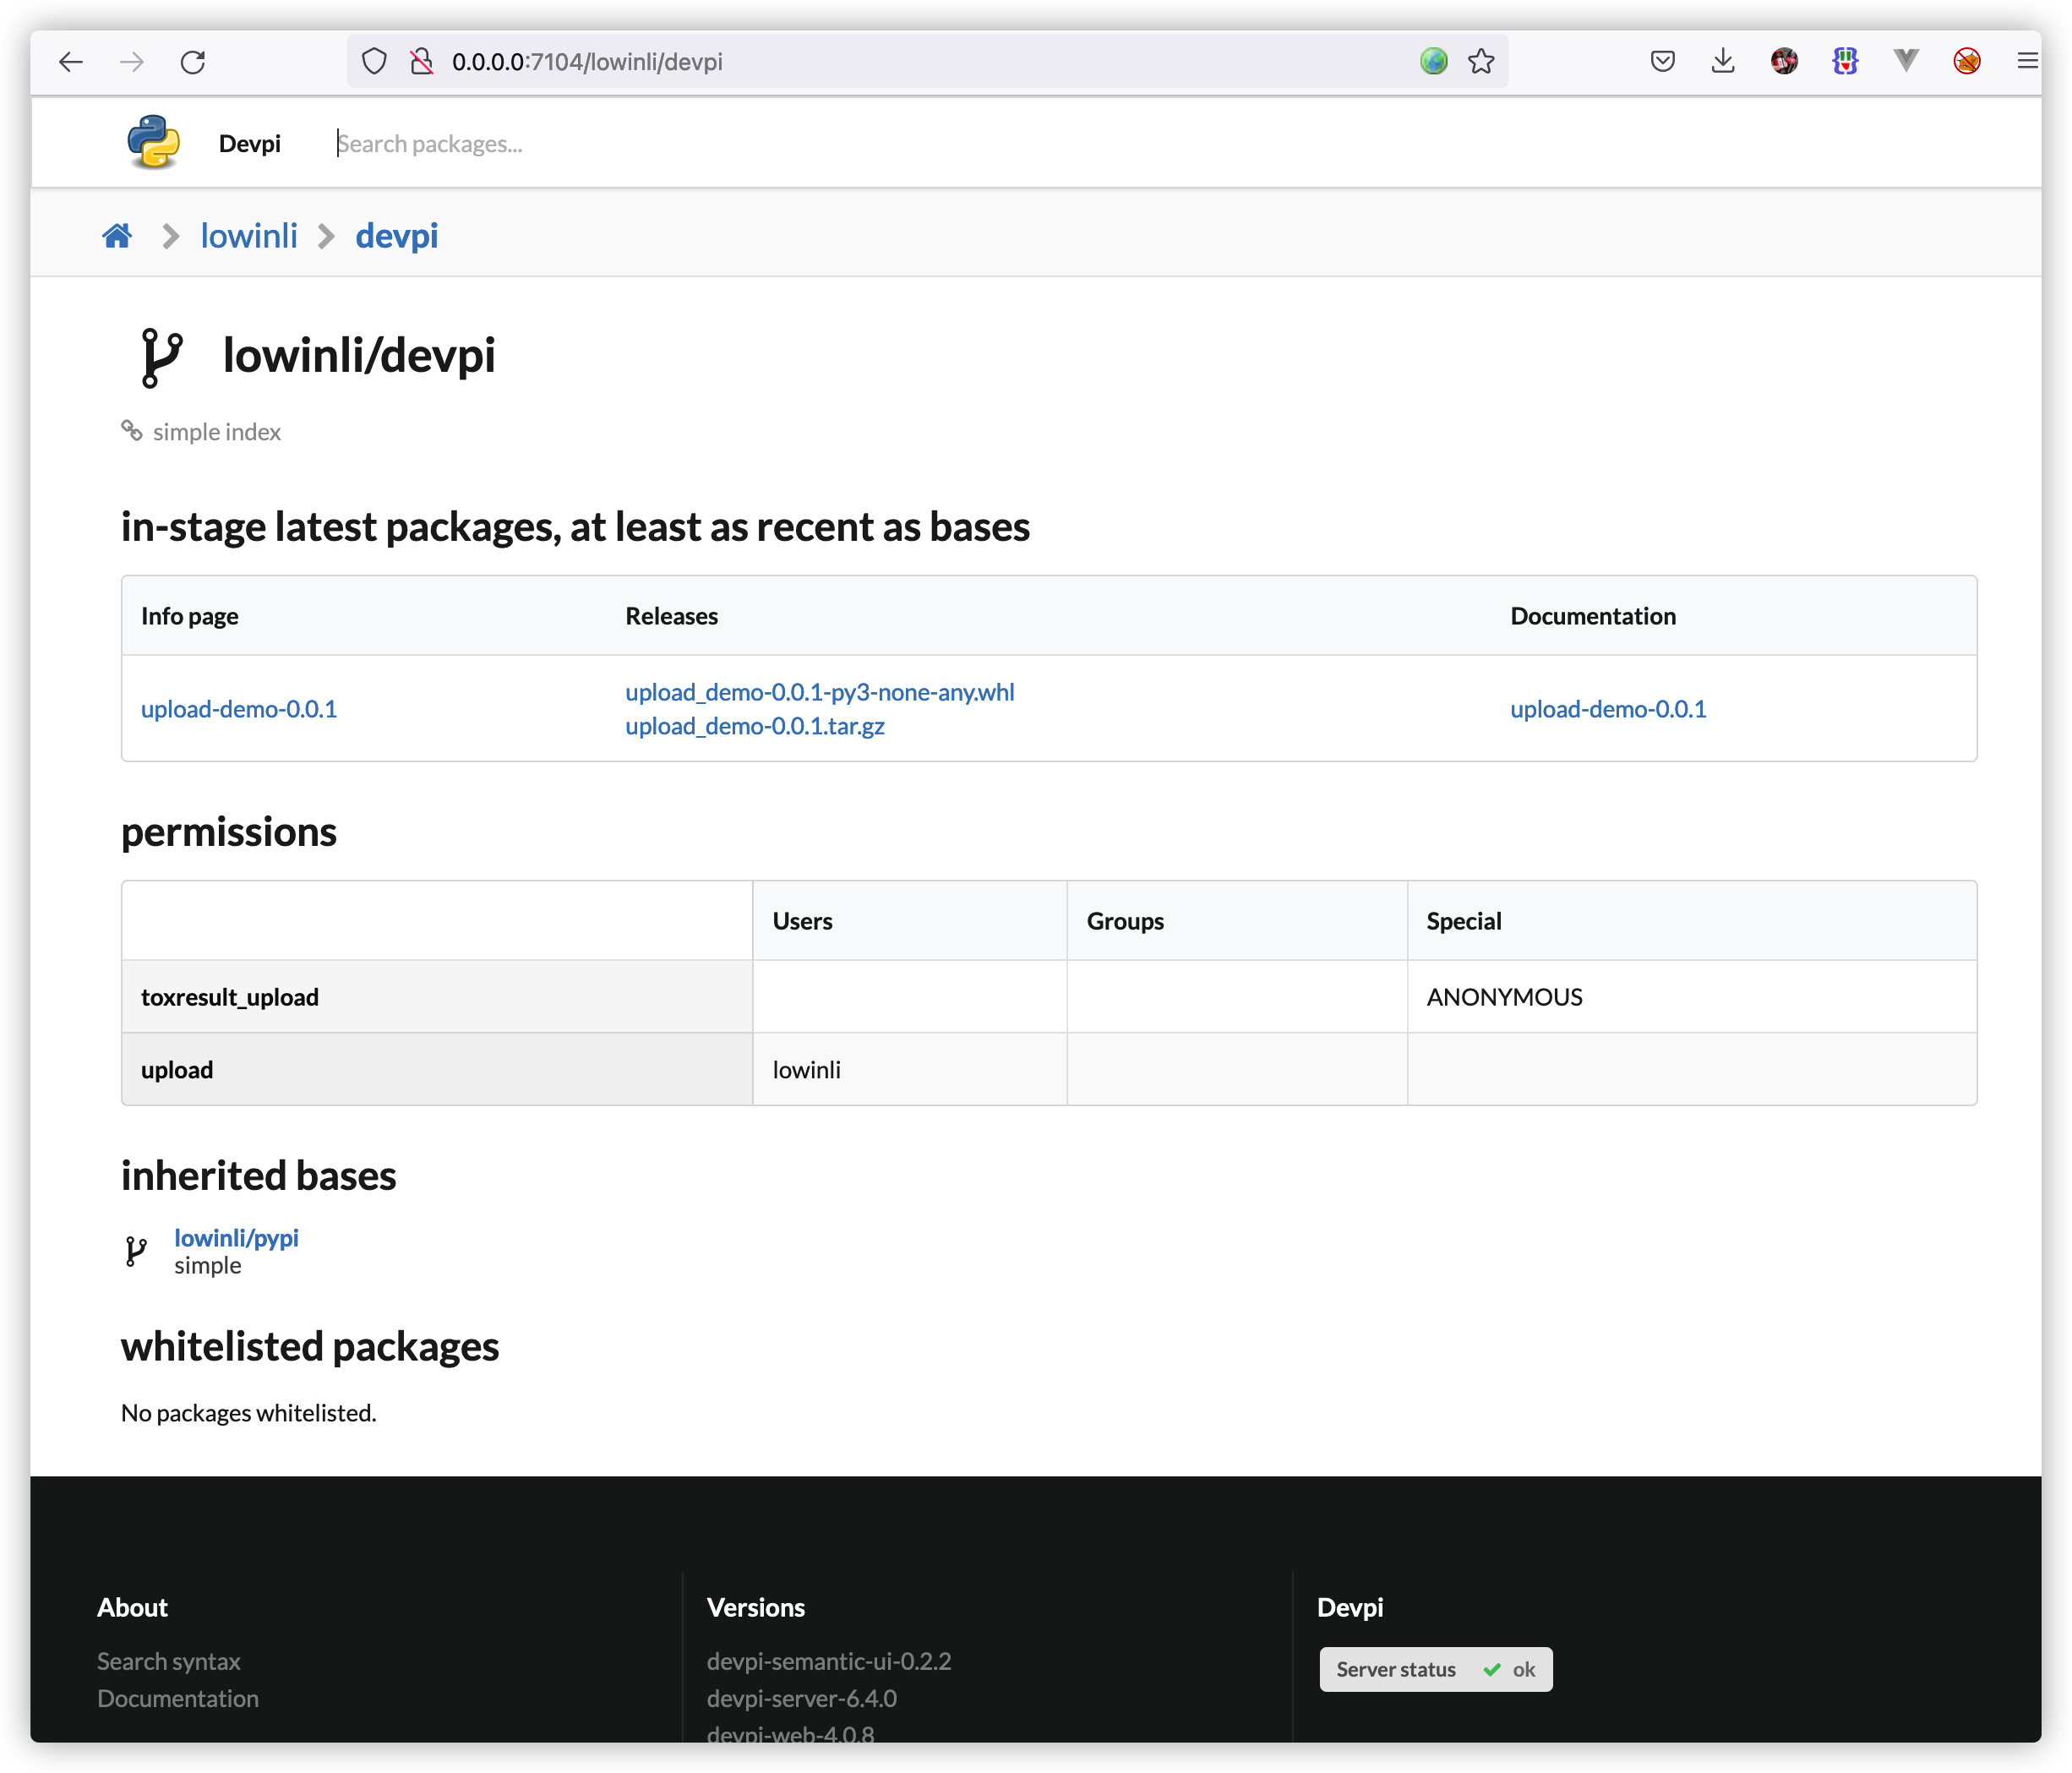 0.0.0.0:7104/lowinli/devpi
Devpi
Search packages...
lowinli
devpi
lowinli/devpi
simple index
in-stage latest packages, at least as recent as bases
Info page Releases Documentation
upload-demo-0.0.1
upload_demo-0.0.1-py3-none-any.whl
upload_demo-0.0.1.tar.gz
upload-demo-0.0.1
permissions
Users Groups Special
toxresult_upload ANONYMOUS
upload lowinli
inherited bases
lowinli/pypi
simple
whitelisted packages
No packages whitelisted.
About
Search syntax
Documentation
Versions
devpi-semantic-ui-0.2.2
devpi-server-6.4.0
devpi-web-4.0.8
Devpi
Server status ok